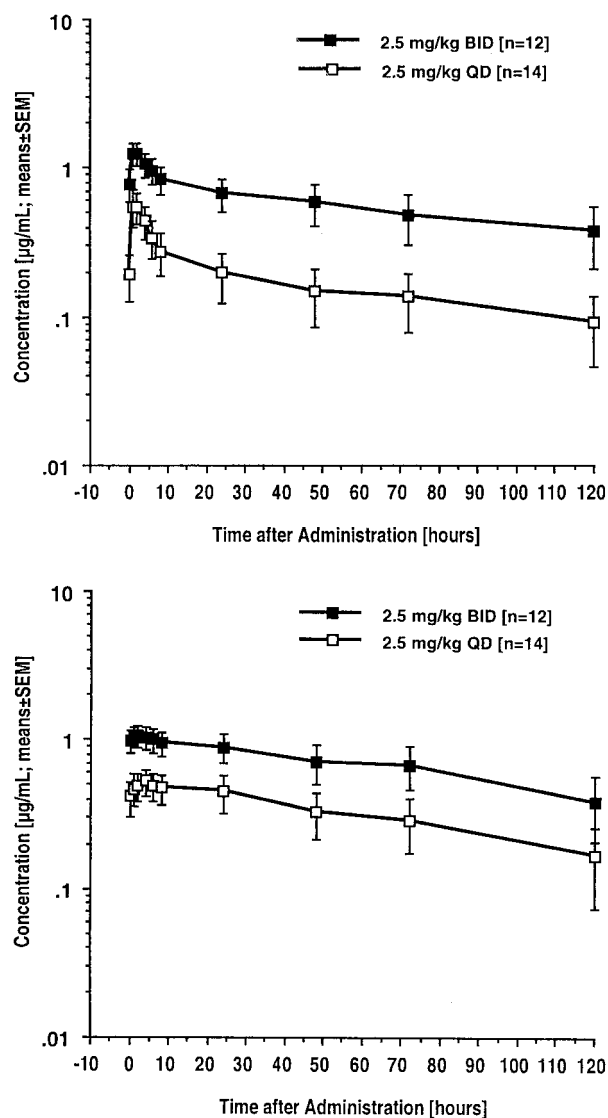 10
1
.1
.01
Concentration [µg/mL; means±SEM]
2.5 mg/kg BID [n=12]
2.5 mg/kg QD [n=14]
-10 0 10 20 30 40 50 60 70 80 90 100 110 120
Time after Administration [hours]
10
1
.1
.01
Concentration [µg/mL; means±SEM]
2.5 mg/kg BID [n=12]
2.5 mg/kg QD [n=14]
-10 0 10 20 30 40 50 60 70 80 90 100 110 120
Time after Administration [hours]